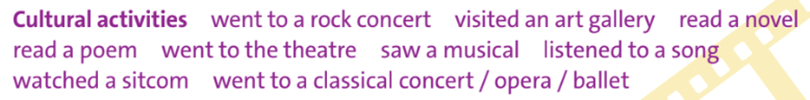 Cultural activities went to a rock concert visited an art gallery read a novel
read a poem went to the theatre saw a musical listened to a song
watched a sitcom went to a classical concert / opera / ballet